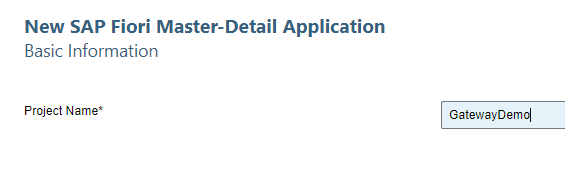 New SAP Fiori Master-Detail Application
Basic Information
Project Name* GatewayDemo